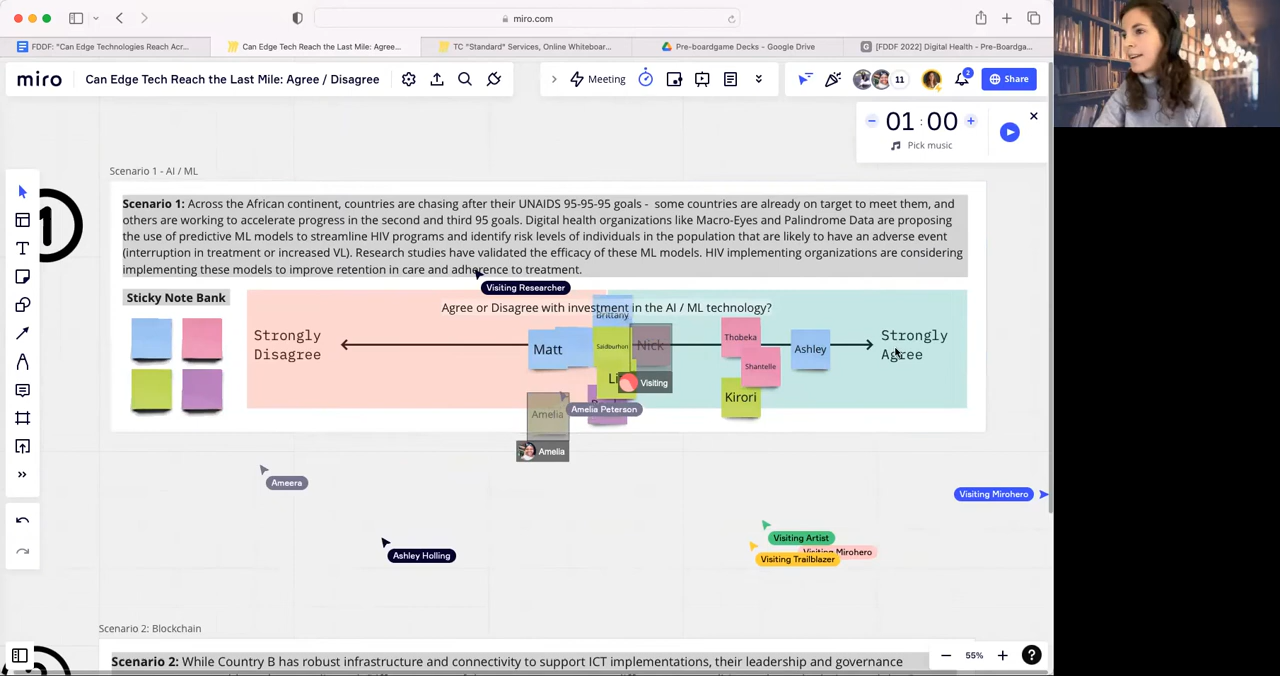 miro.com
FDDF: "Can Edge Technologies Reach Acr...
Can Edge Tech Reach the Last Mile: Agree...
TC "Standard" Services, Online Whiteboar...
Pre-boardgame Decks - Google Drive
[FDDF 2022] Digital Health - Pre-Boardga...
miro
Can Edge Tech Reach the Last Mile: Agree / Disagree
Meeting
11
2
Share
01 : 00
Pick music
Scenario 1 - AI / ML
1
Scenario 1: Across the African continent, countries are chasing after their UNAIDS 95-95-95 goals - some countries are already on target to meet them, and
others are working to accelerate progress in the second and third 95 goals. Digital health organizations like Macro-Eyes and Palindrome Data are proposing
the use of predictive ML models to streamline HIV programs and identify risk levels of individuals in the population that are likely to have an adverse event
(interruption in treatment or increased VL). Research studies have validated the efficacy of these ML models. HIV implementing organizations are considering
implementing these models to improve retention in care and adherence to treatment.
Visiting Researcher
Sticky Note Bank
Agree or Disagree with investment in the AI / ML technology?
Brittany
Strongly
Disagree
Matt
Saidburhon
Nick
Thobeka
Ashley
Strongly
Agree
Shantelle
Li
Visiting
Kirori
Amelia
Amelia Peterson
Amelia
Ameera
Visiting Mirohero
Visiting Artist
Visiting Mirohero
Visiting Trailblazer
Ashley Holling
Scenario 2: Blockchain
55%
Scenario 2: While Country B has robust infrastructure and connectivity to support ICT implementations, their leadership and governance